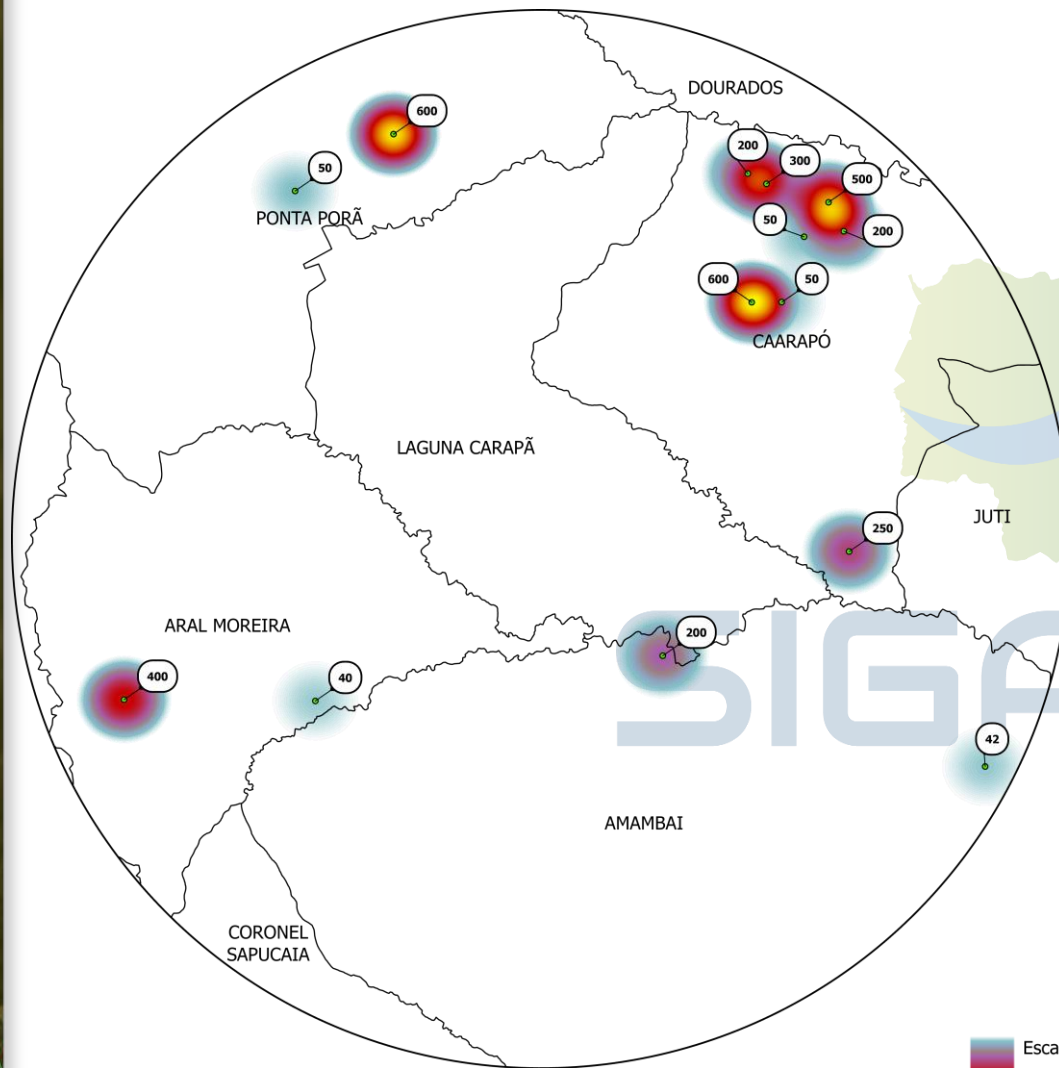 DOURADOS
600
200
300
50
500
50
200
PONTA PORÃ
600
50
CAARAPÓ
LAGUNA CARAPÃ
250
JUTI
ARAL MOREIRA
200
SIGA
400
40
42
AMAMBAI
CORONEL
SAPUCAIA
Esca